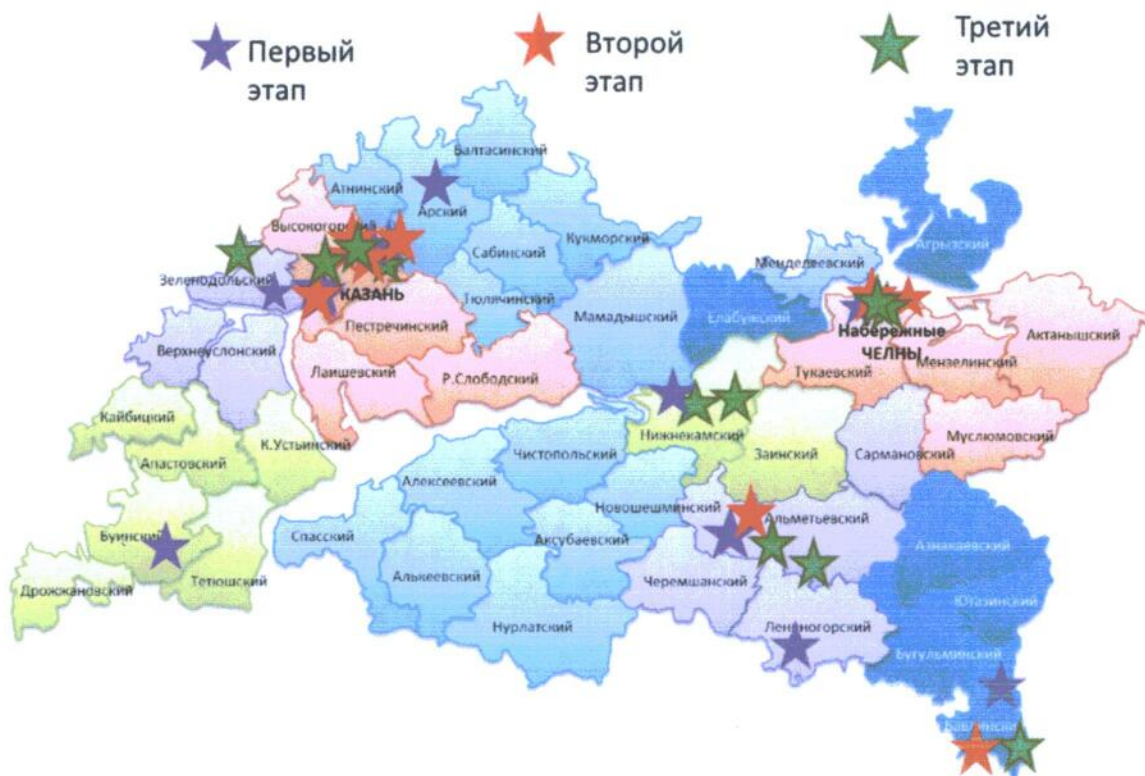 Первый
этап
Второй
этап
Третий
этап
Балтасинский
Атнинский
Арский
Высокогорский
Кукморский
Сабинский
Агрызский
Менделеевский
Зеленодольский
КАЗАНЬ
Тюлячинский
Мамадышский
Елабужский
Пестречинский
Набережные
ЧЕЛНЫ
Актанышский
Верхнеуслонский
Лаишевский
Р.Слободский
Тукаевский
Мензелинский
Кайбицкий
К.Устьинский
Нижнекамский
Муслюмовский
Апастовский
Чистопольский
Заинский
Сармановский
Алексеевский
Новошешминский
Альметьевский
Буинский
Спасский
Аксубаевский
Азнакаевский
Дрожжановский
Тетюшский
Алькеевский
Черемшанский
Ютазинский
Нурлатский
Лениногорский
Бугульминский
Бавлинский